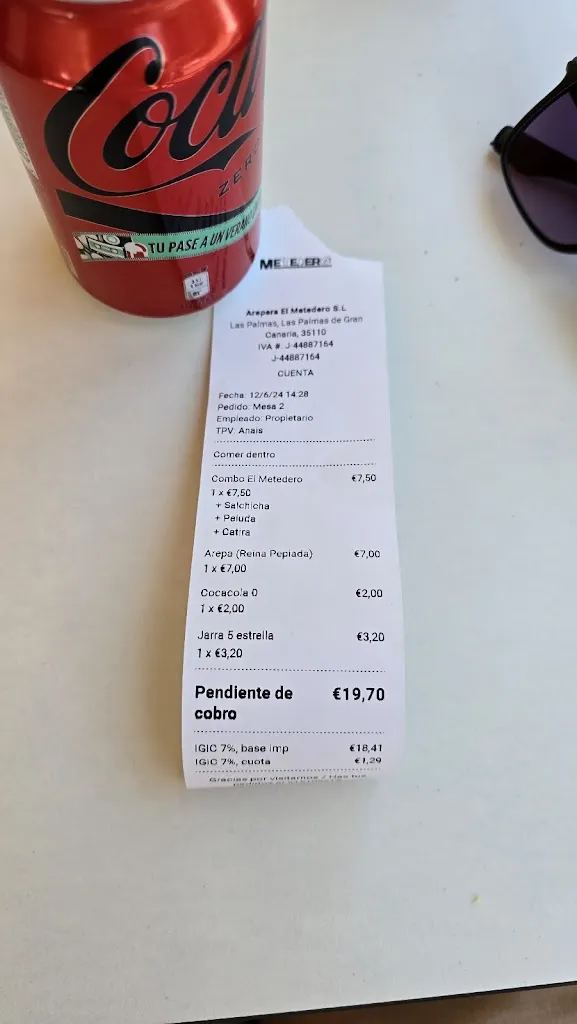 Coca
ZERO
TU PASE A UN VERANO
Arepera El Metedero S.L
Las Palmas, Las Palmas de Gran
Canaria, 35110
IVA #: J-44887164
J-44887164
CUENTA
Fecha: 12/6/24 14:28
Pedido: Mesa 2
Empleado: Propietario
TPV: Anais
Comer dentro
Combo El Metedero €7,50
1 x €7,50
+ Salchicha
+ Peluda
+ Catira
Arepa (Reina Pepiada) €7,00
1 x €7,00
Cocacola 0 €2,00
1 x €2,00
Jarra 5 estrella €3,20
1 x €3,20
Pendiente de €19,70
cobro
IGIC 7%, base imp €18,41
IGIC 7%, cuota €1,29
Gracias por visitarnos / Haz tus